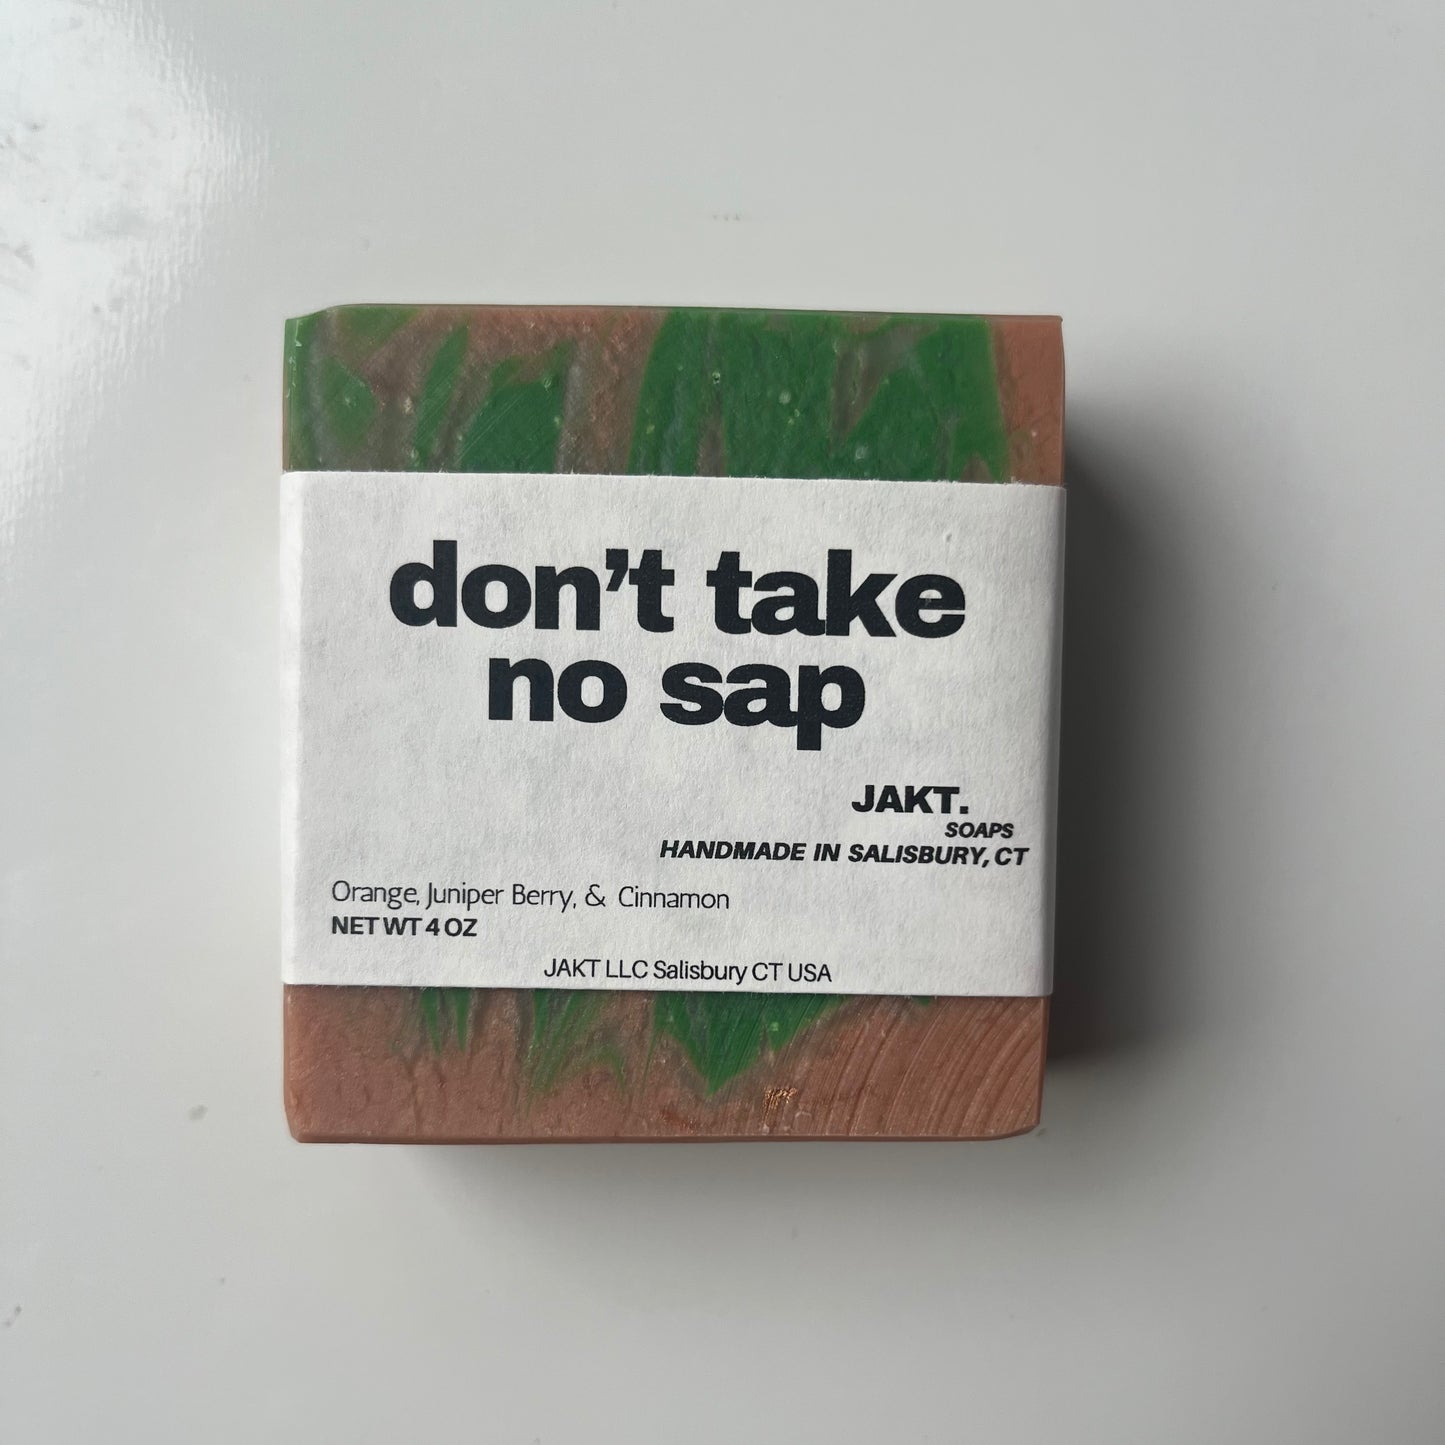 don't take
no sap
JAKT.
SOAPS
HANDMADE IN SALISBURY, CT
Orange, Juniper Berry, & Cinnamon
NET WT 4 OZ
JAKT LLC Salisbury CT USA